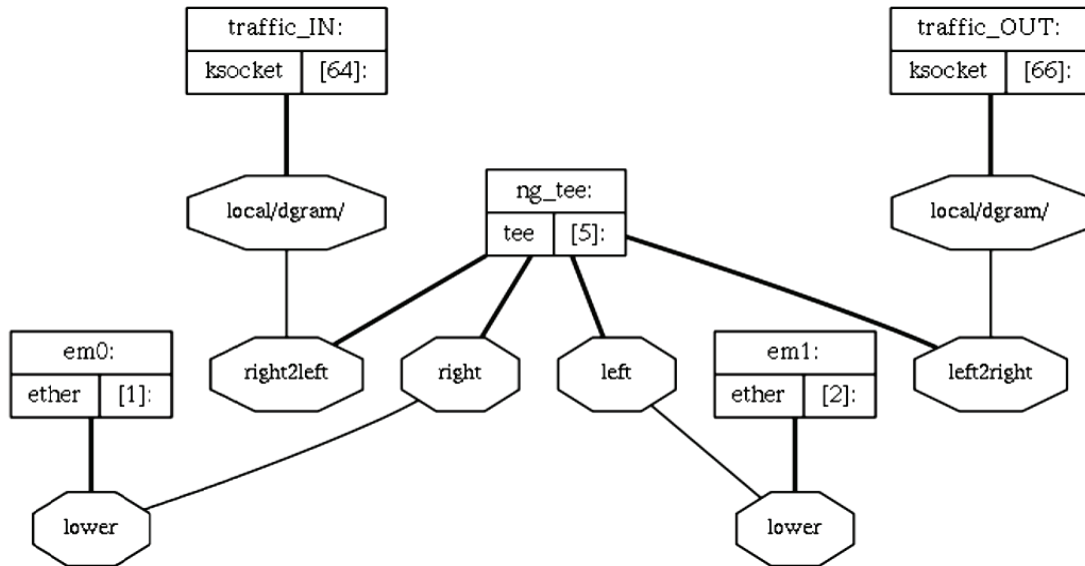 traffic_IN:
ksocket [64]:
traffic_OUT:
ksocket [66]:
local/dgram/
ng_tee:
tee [5]:
local/dgram/
em0:
ether [1]:
right2left
right
left
em1:
ether [2]:
left2right
lower
lower